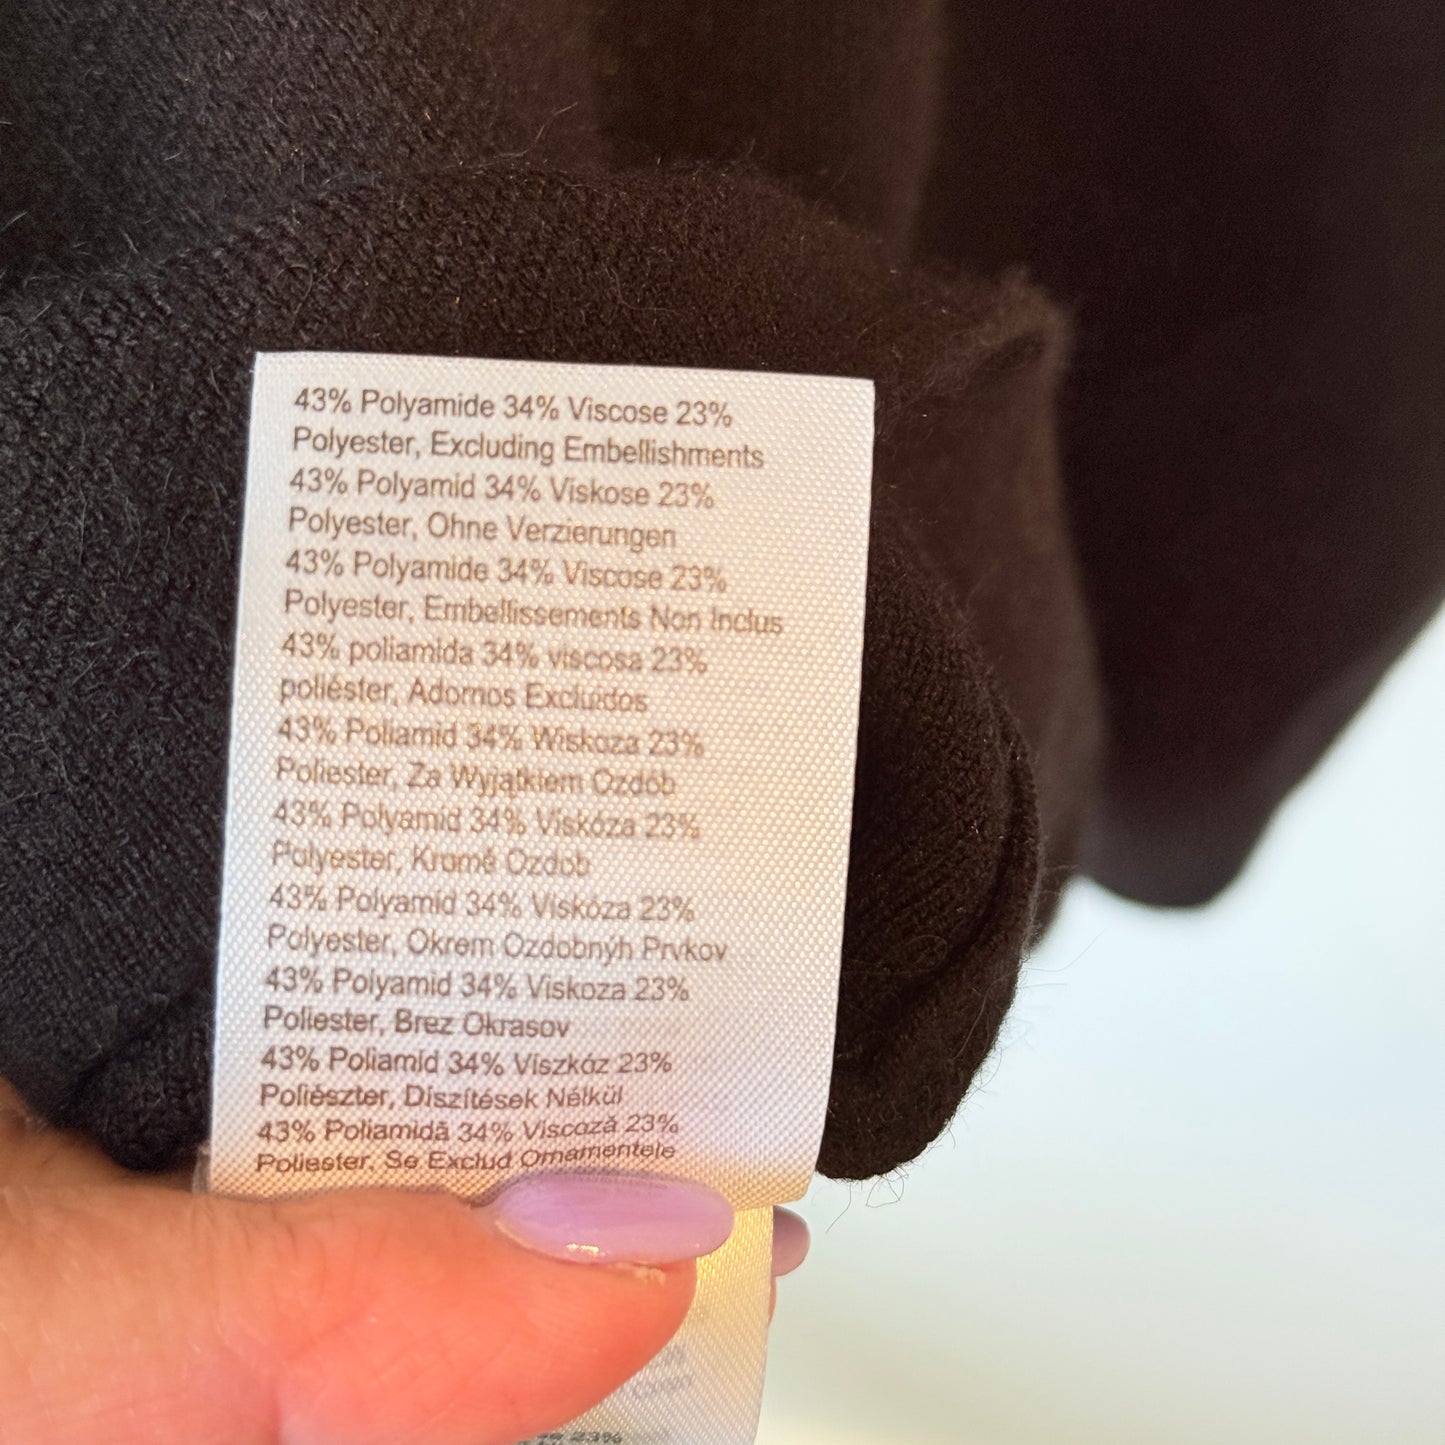 43% Polyamide 34% Viscose 23%
Polyester, Excluding Embellishments
43% Polyamid 34% Viskose 23%
Polyester, Ohne Verzierungen
43% Polyamide 34% Viscose 23%
Polyester, Embellissements Non Inclus
43% poliamida 34% viscosa 23%
poliéster, Adornos Excluidos
43% Poliamid 34% Wiskoza 23%
Poliester, Za Wyjątkiem Ozdób
43% Polyamid 34% Viskóza 23%
Polyester, Kromě Ozdob
43% Polyamid 34% Viskóza 23%
Polyester, Okrem Ozdobnýh Prvkov
43% Polyamid 34% Viskoza 23%
Poliester, Brez Okrasov
43% Poliamid 34% Viszkóz 23%
Poliészter, Díszítések Nélkül
43% Poliamidă 34% Viscoză 23%
Poliester, Se Exclud Ornamentele
23%